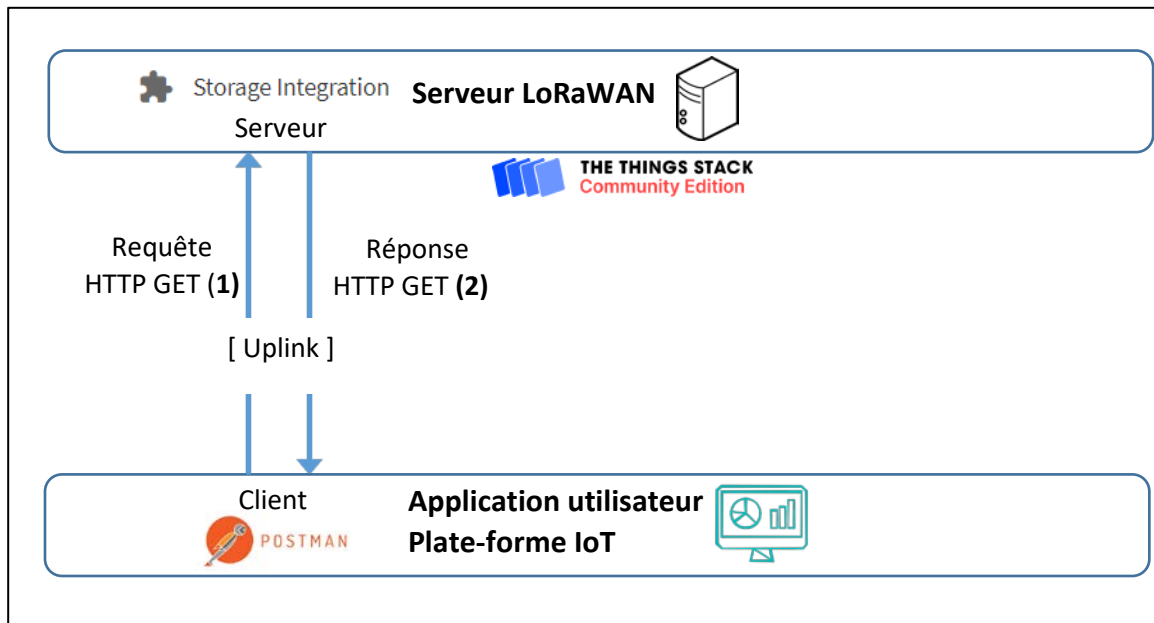 Storage Integration
Serveur LoRaWAN
Serveur
THE THINGS STACK
Community Edition
Requête
HTTP GET (1)
Réponse
HTTP GET (2)
[ Uplink ]
Client
POSTMAN
Application utilisateur
Plate-forme IoT